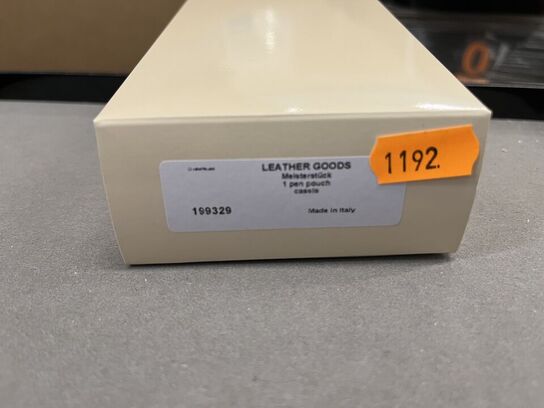 LEATHER GOODS
Meisterstück
1 pen pouch
cassis
199329 Made in Italy
1192.